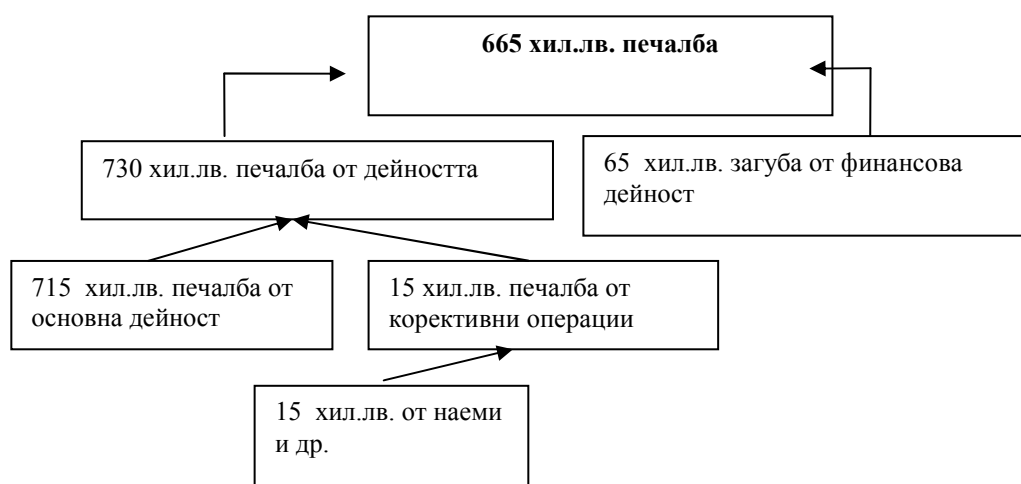 665 хил.лв. печалба
730 хил.лв. печалба от дейността
65 хил.лв. загуба от финансова
дейност
715 хил.лв. печалба от
основна дейност
15 хил.лв. печалба от
корективни операции
15 хил.лв. от наеми
и др.